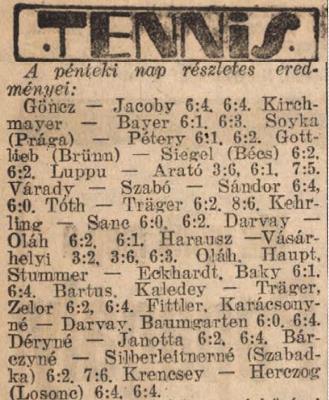 TENNIS.
A pénteki nap részletes ered-
ményei:
Göncz — Jacoby 6:4, 6:4. Kirch-
mayer — Bayer 6:1, 6:3. Soyka
(Prága) — Pétery 6:1, 6:2. Gott-
lieb (Brünn) — Siegel (Bécs) 6:2,
6:2. Luppu — Arató 3:6, 6:1, 7:5.
Várady — Szabó — Sándor 6:4,
6:0. Tóth — Träger 6:2, 8:6. Kehr-
ling — Sanc 6:0, 6:2. Darvay —
Oláh 6:2, 6:1. Harausz —Vásár-
helyi 3:2, 3:6, 6:3. Oláh, Haupt,
Stummer — Eckhardt, Baky 6:1,
6:4. Bartus, Kaledey — Träger,
Zelor 6:2, 6:4. Fittler, Karácsony-
né — Darvay, Baumgarten 6:0, 6:4.
Déryné — Janotta 6:2, 6:4. Bár-
czyné — Silberleitnerné (Szabad-
ka) 6:2, 7:6. Krencsey — Herczog
(Losonc) 6:4, 6:4.